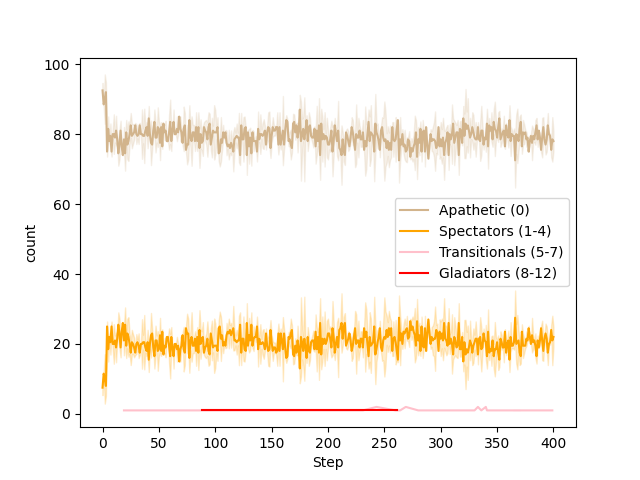 100
80
60
40
20
0
count
Apathetic (0)
Spectators (1-4)
Transitionals (5-7)
Gladiators (8-12)
0 50 100 150 200 250 300 350 400
Step